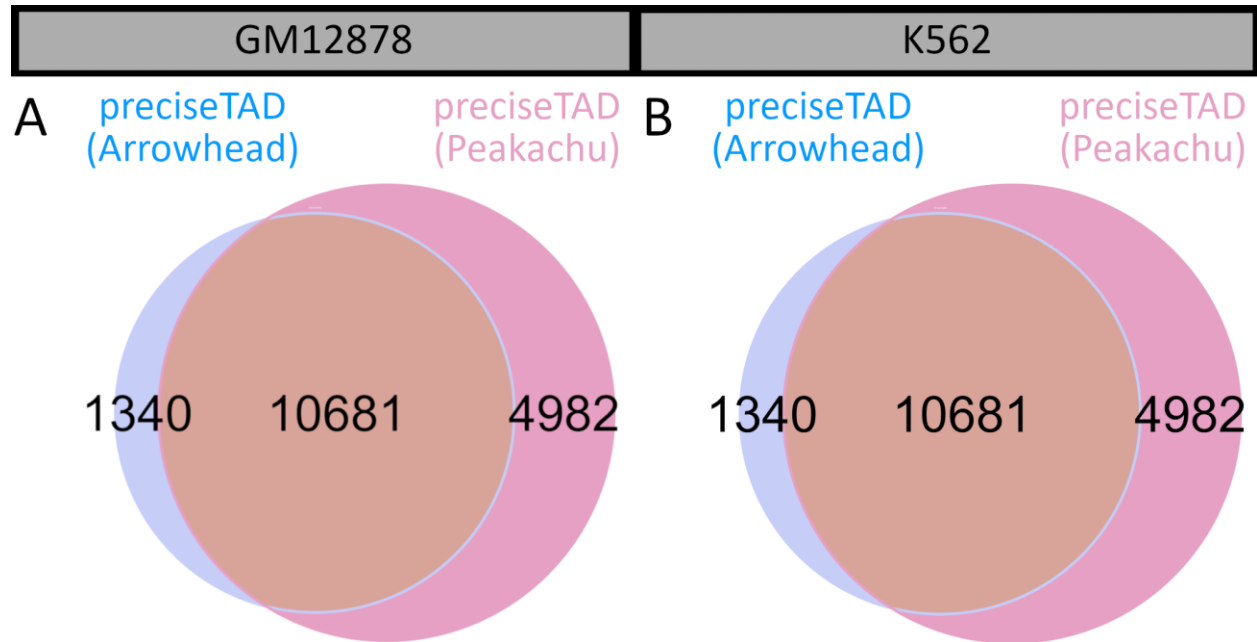 GM12878
K562
A
preciseTAD
(Arrowhead)
preciseTAD
(Peakachu)
B
preciseTAD
(Arrowhead)
preciseTAD
(Peakachu)
1340
10681
4982
1340
10681
4982